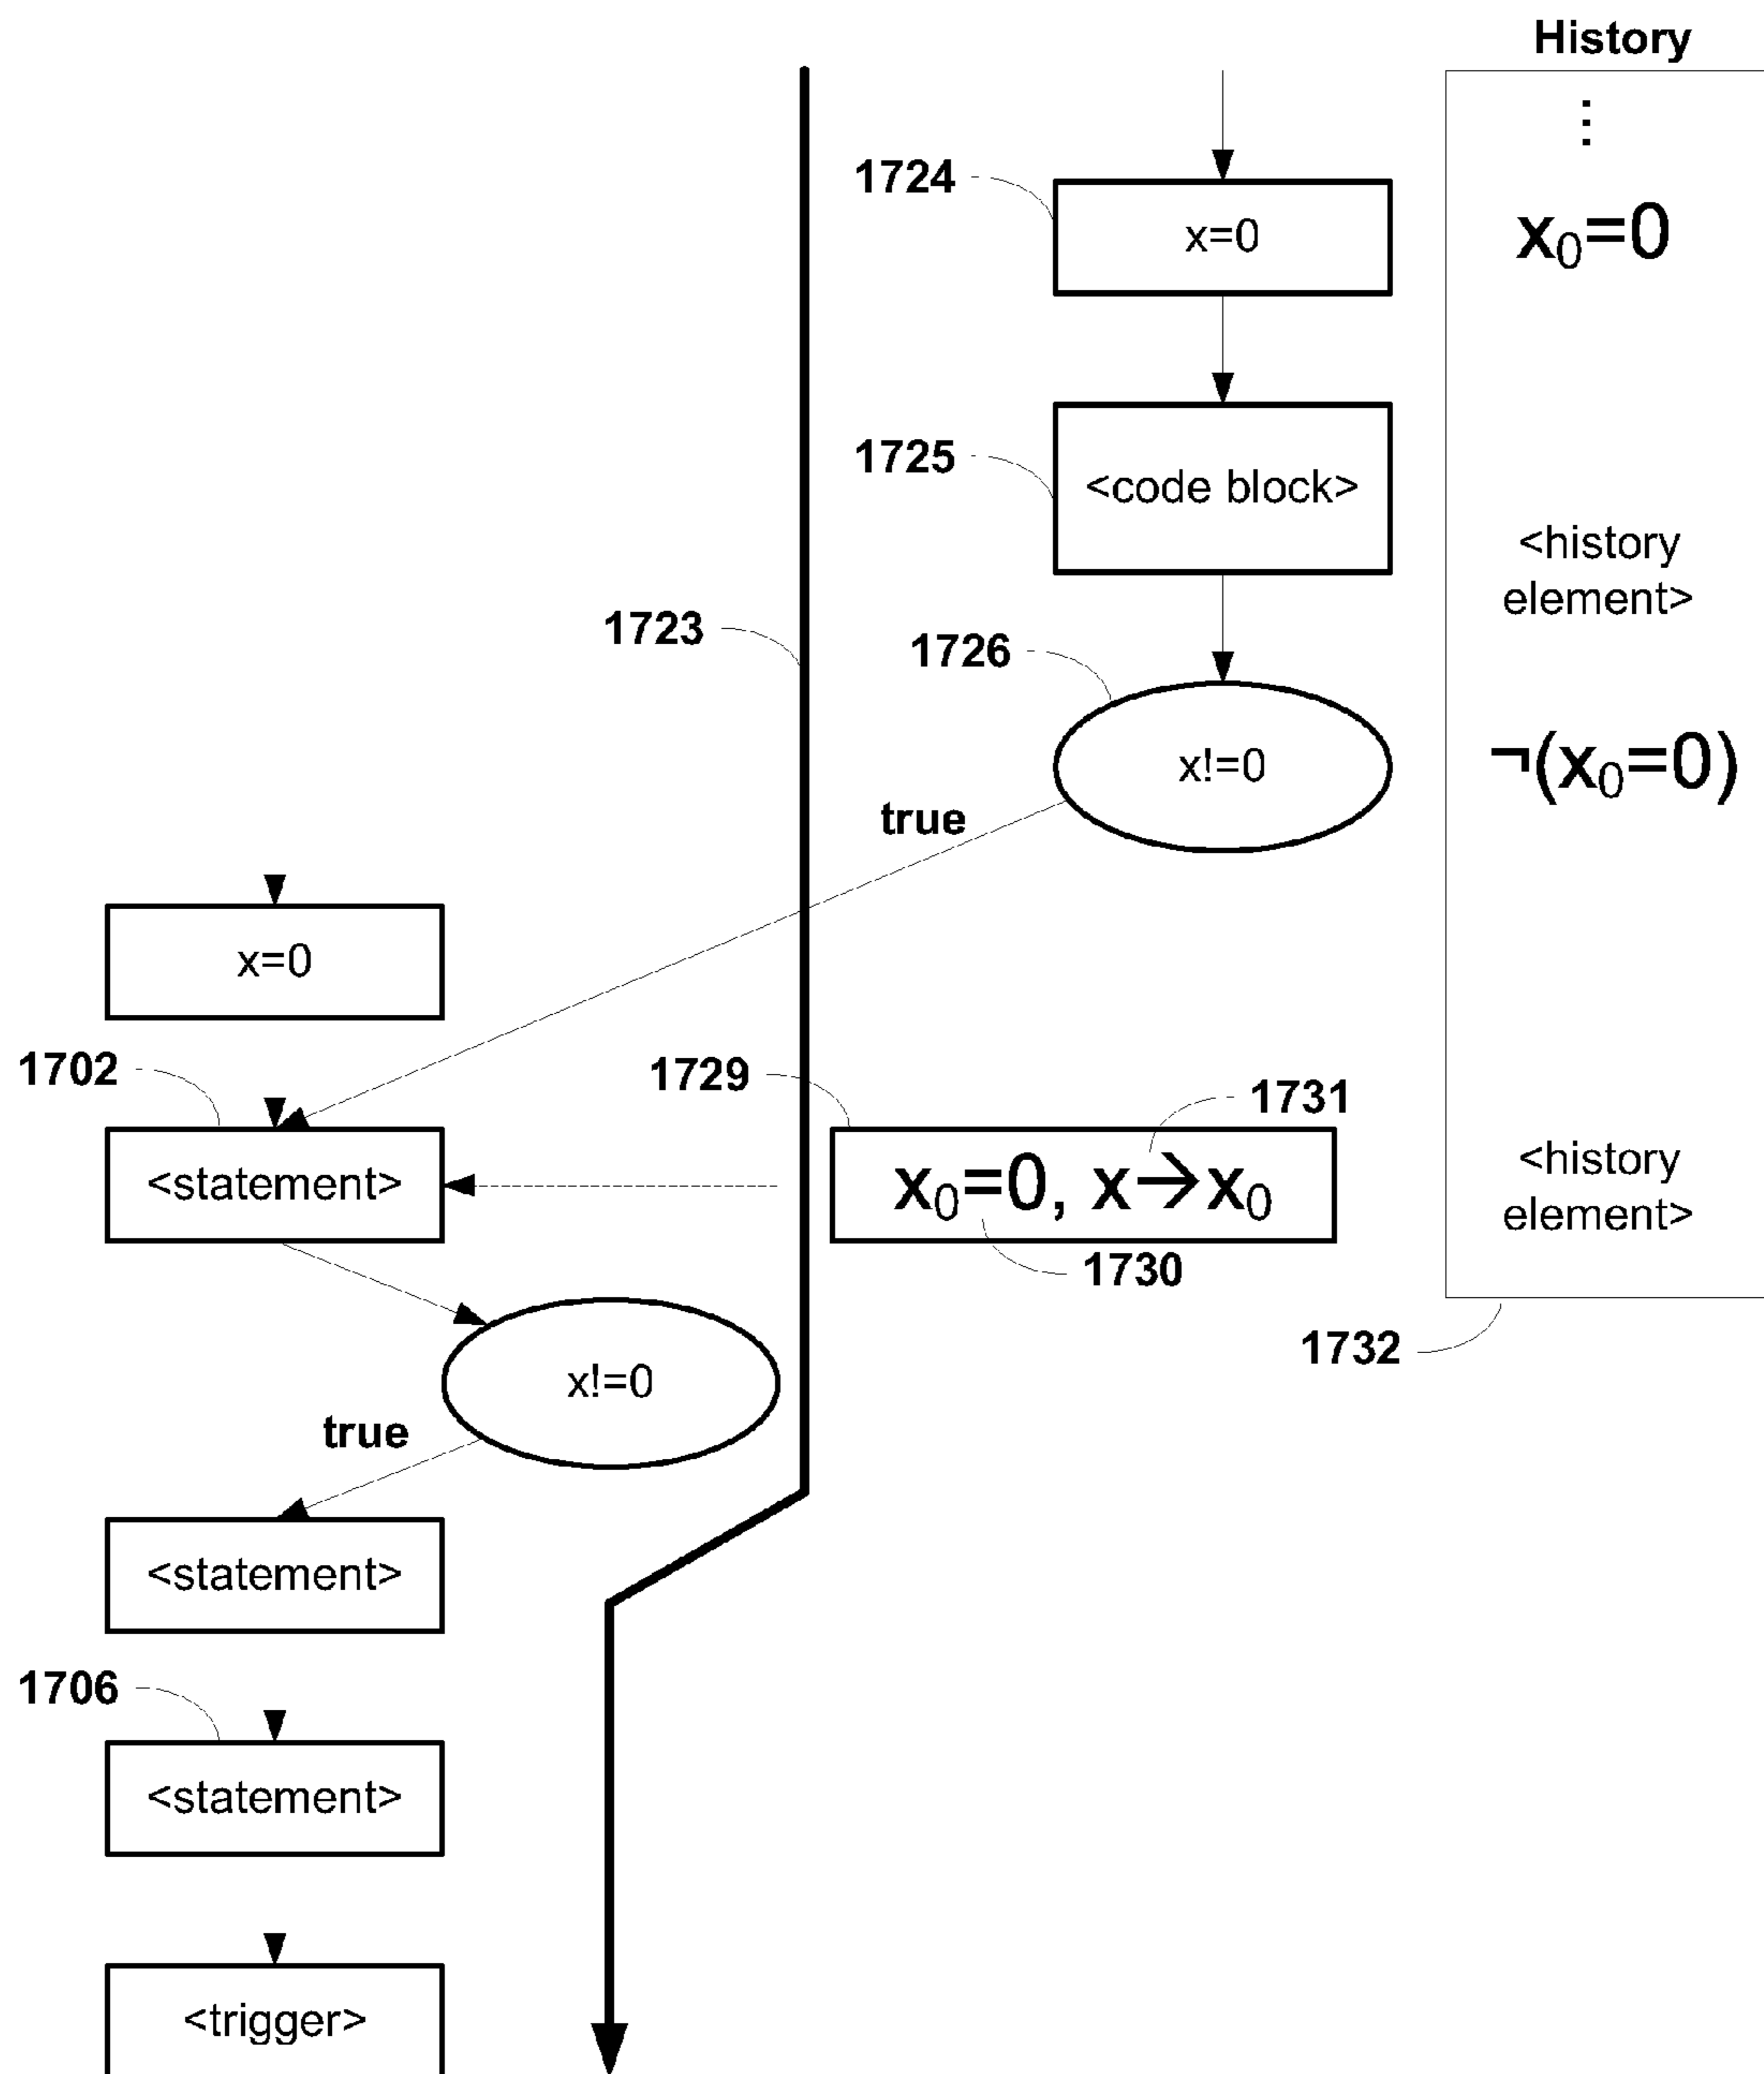 History
⋮
1724
x=0
x₀=0
1725
<code block>
<history
element>
1723
1726
x!=0
¬(x₀=0)
true
x=0
1702
1729
1731
<statement>
x₀=0, x→x₀
<history
element>
1730
1732
x!=0
true
<statement>
1706
<statement>
<trigger>